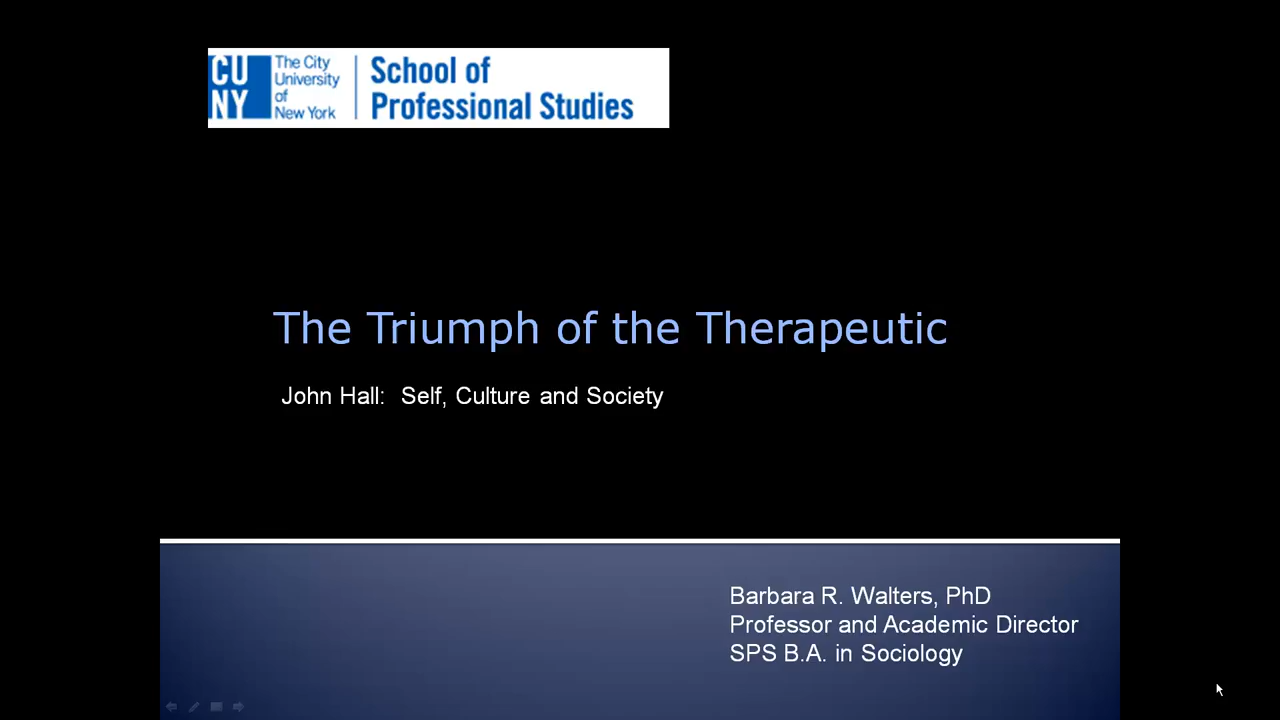 CU
NY
The City
University
of
New York
School of
Professional Studies
The Triumph of the Therapeutic
John Hall: Self, Culture and Society
Barbara R. Walters, PhD
Professor and Academic Director
SPS B.A. in Sociology